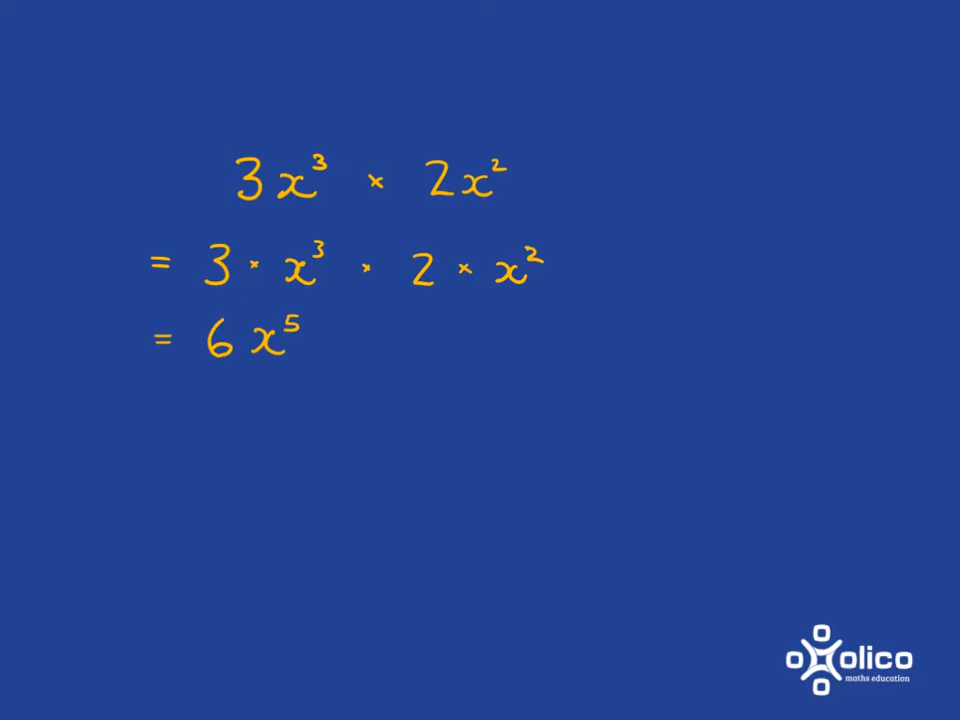 3x³ × 2x²
= 3 × x³ × 2 × x²
= 6x⁵
olico
maths education